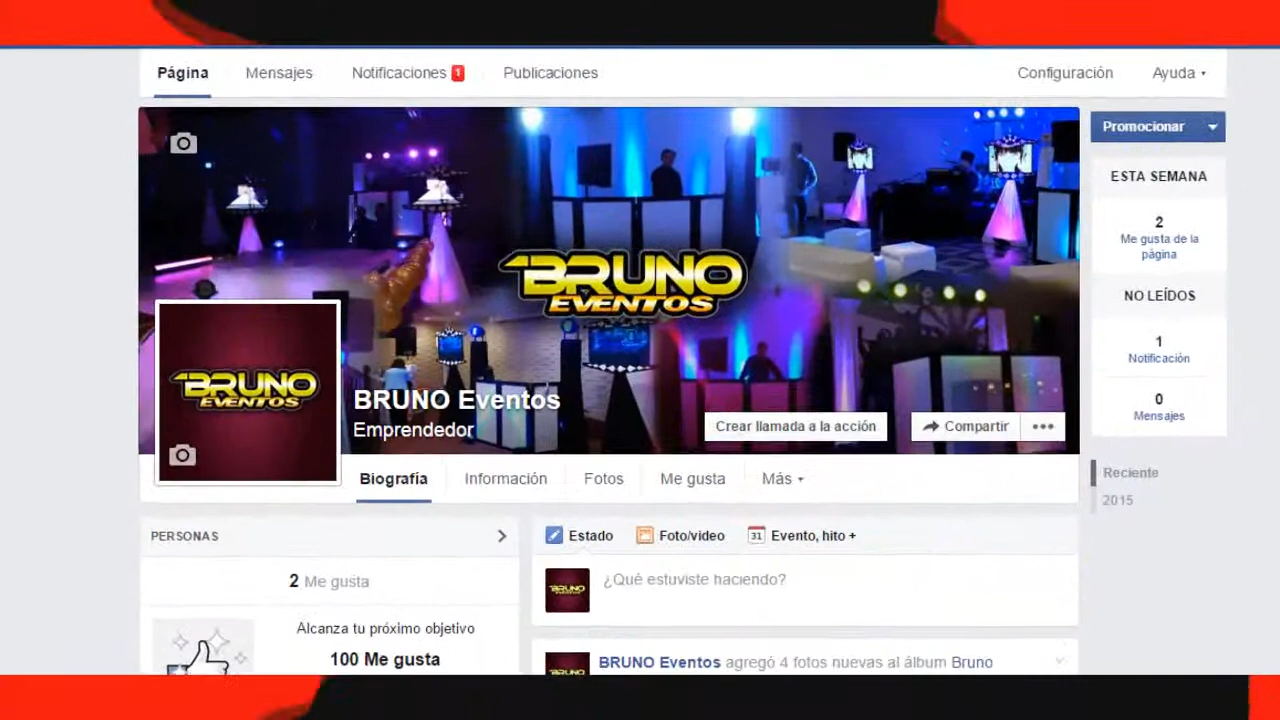 Página Mensajes Notificaciones 1 Publicaciones Configuración Ayuda
BRUNO
EVENTOS
BRUNO
EVENTOS
BRUNO Eventos
Emprendedor
Crear llamada a la acción Compartir
Biografía Información Fotos Me gusta Más
Promocionar
ESTA SEMANA
2
Me gusta de la
página
NO LEÍDOS
1
Notificación
0
Mensajes
Reciente
2015
PERSONAS
2 Me gusta
Alcanza tu próximo objetivo
100 Me gusta
Estado Foto/video 31 Evento, hito +
¿Qué estuviste haciendo?
BRUNO Eventos agregó 4 fotos nuevas al álbum Bruno